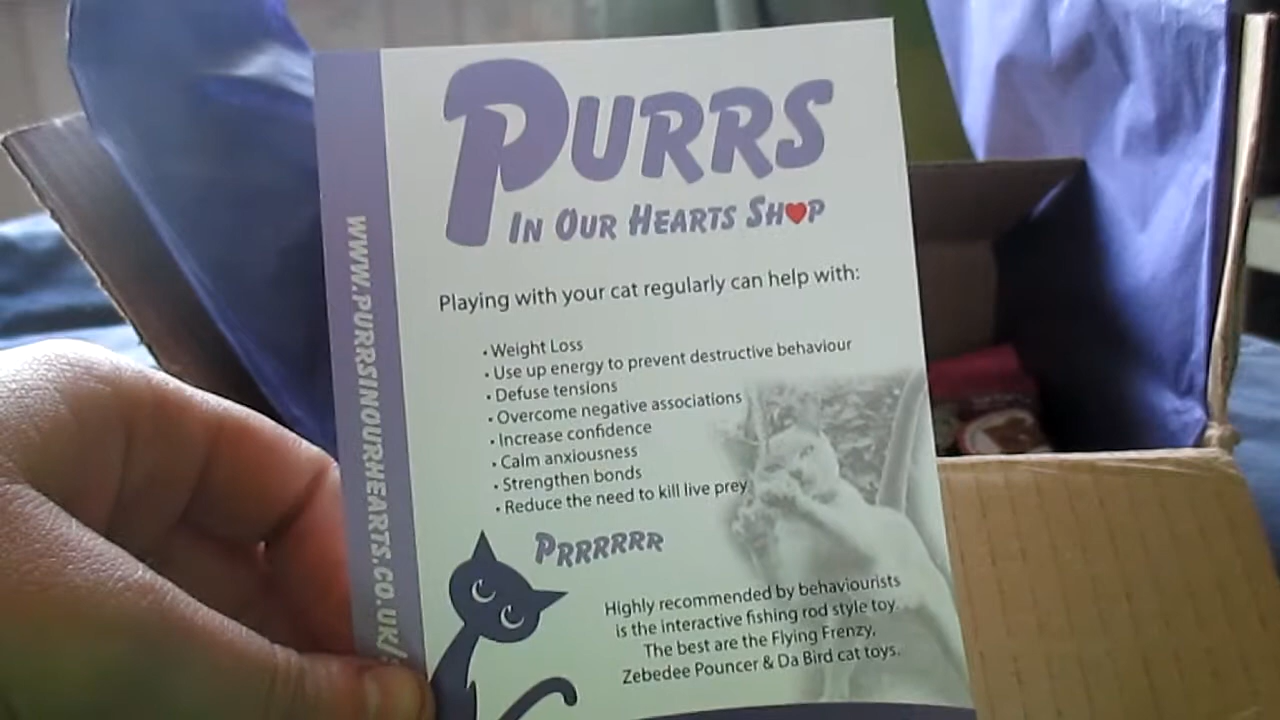 PURRS
IN OUR HEARTS SHOP
Playing with your cat regularly can help with:
• Weight Loss
• Use up energy to prevent destructive behaviour
• Defuse tensions
• Overcome negative associations
• Increase confidence
• Calm anxiousness
• Strengthen bonds
• Reduce the need to kill live prey
PRRRRRR
Highly recommended by behaviourists
is the interactive fishing rod style toy.
The best are the Flying Frenzy,
Zebedee Pouncer & Da Bird cat toys.
WWW.PURRSINOURHEARTS.CO.UK/